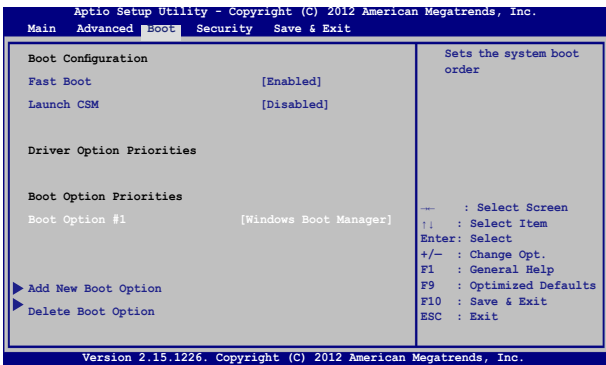 Aptio Setup Utility - Copyright (C) 2012 American Megatrends, Inc.
Main Advanced Boot Security Save & Exit
Boot Configuration
Fast Boot [Enabled]
Launch CSM [Disabled]
Driver Option Priorities
Boot Option Priorities
Boot Option #1 [Windows Boot Manager]
Add New Boot Option
Delete Boot Option
Sets the system boot
order
→← : Select Screen
↑↓ : Select Item
Enter: Select
+/— : Change Opt.
F1 : General Help
F9 : Optimized Defaults
F10 : Save & Exit
ESC : Exit
Version 2.15.1226. Copyright (C) 2012 American Megatrends, Inc.